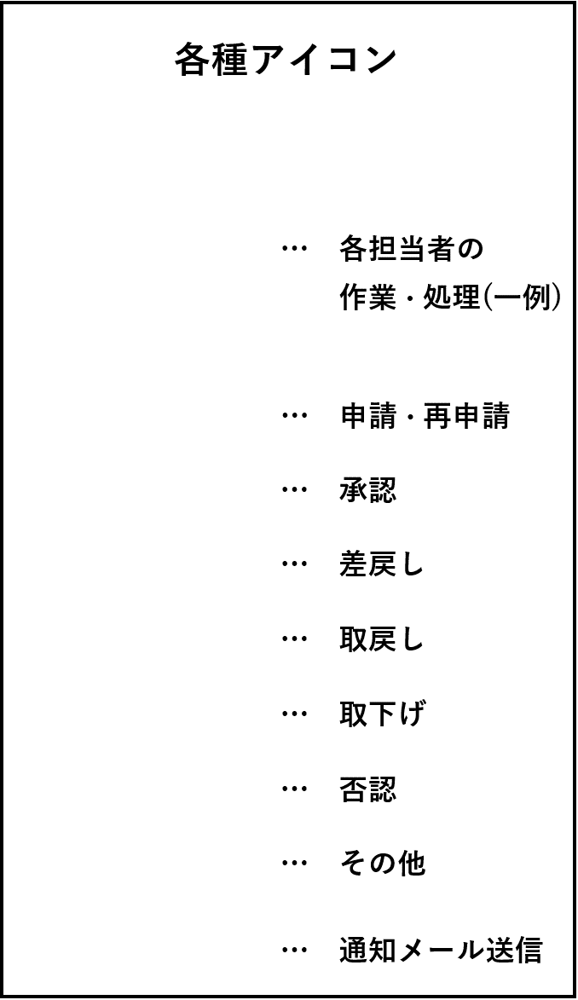 各種アイコン
… 各担当者の
作業・処理(一例)
… 申請・再申請
… 承認
… 差戻し
… 取戻し
… 取下げ
… 否認
… その他
… 通知メール送信